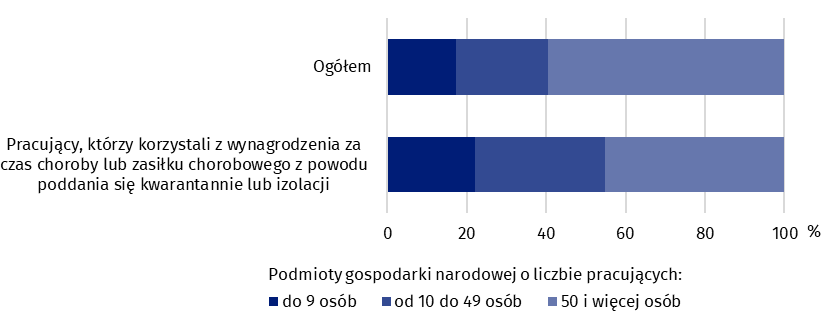 Ogółem
Pracujący, którzy korzystali z wynagrodzenia za
czas choroby lub zasiłku chorobowego z powodu
poddania się kwarantannie lub izolacji
0 20 40 60 80 100 %
Podmioty gospodarki narodowej o liczbie pracujących:
do 9 osób od 10 do 49 osób 50 i więcej osób